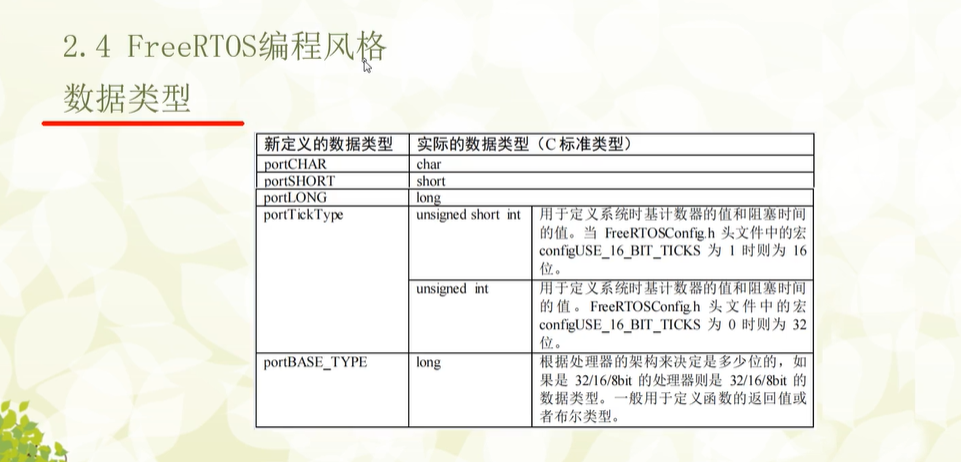 2.4 FreeRTOS编程风格
数据类型
新定义的数据类型 实际的数据类型（C 标准类型）
portCHAR char
portSHORT short
portLONG long
portTickType unsigned short int 用于定义系统时基计数器的值和阻塞时间
的值。当 FreeRTOSConfig.h 头文件中的宏
configUSE_16_BIT_TICKS 为 1 时则为 16
位。
unsigned int 用于定义系统时基计数器的值和阻塞时间
的值。FreeRTOSConfig.h 头文件中的宏
configUSE_16_BIT_TICKS 为 0 时则为 32
位。
portBASE_TYPE long 根据处理器的架构来决定是多少位的，如
果是 32/16/8bit 的处理器则是 32/16/8bit 的
数据类型。一般用于定义函数的返回值或
者布尔类型。